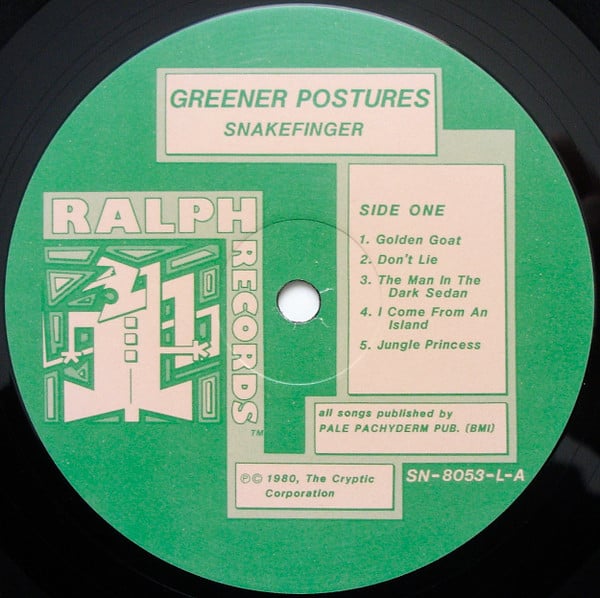 GREENER POSTURES
SNAKEFINGER
RALPH
RECORDS
TM
SIDE ONE
1. Golden Goat
2. Don't Lie
3. The Man In The
Dark Sedan
4. I Come From An
Island
5. Jungle Princess
all songs published by
PALE PACHYDERM PUB. (BMI)
℗© 1980, The Cryptic
Corporation
SN-8053-L-A